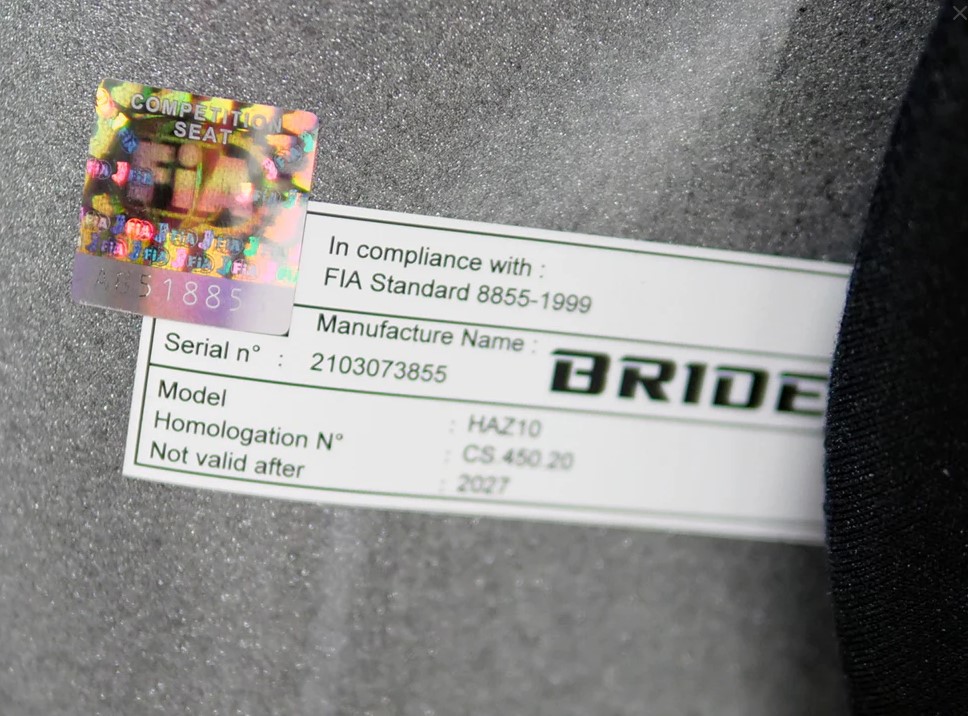 COMPETITION
SEAT
FiA
AG51885
In compliance with :
FIA Standard 8855-1999
Manufacture Name :
BRIDE
Serial n° : 2103073855
Model : HAZ10
Homologation N° : CS.450.20
Not valid after : 2027